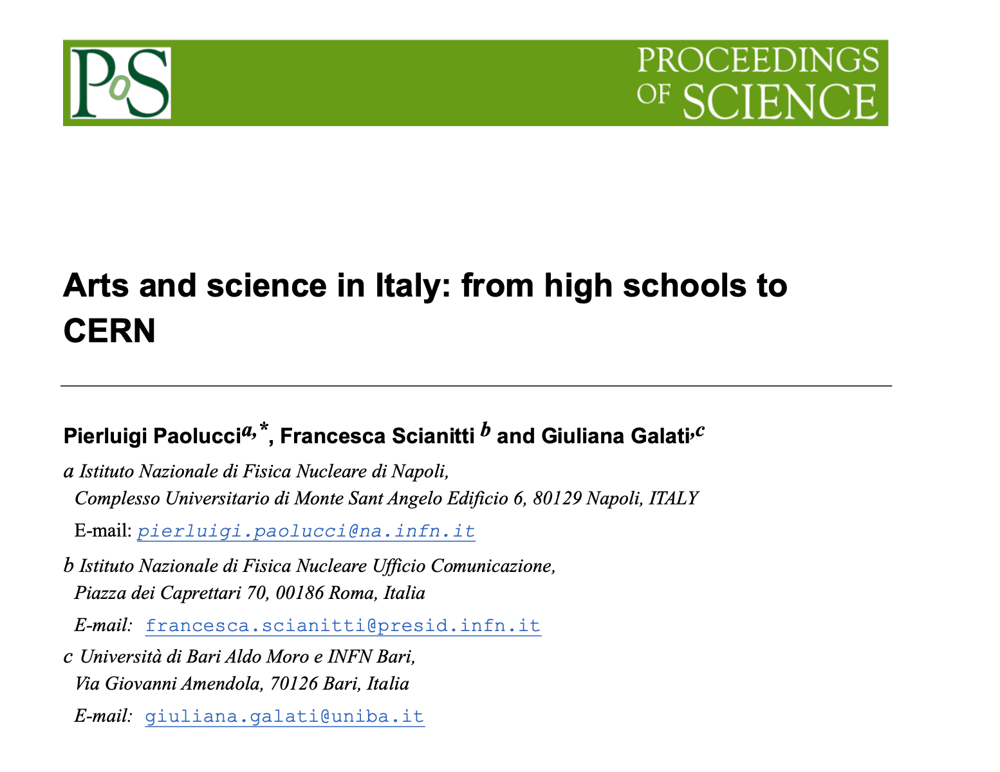 PoS
PROCEEDINGS
OF SCIENCE
Arts and science in Italy: from high schools to
CERN
Pierluigi Paolucci a,*, Francesca Scianitti b and Giuliana Galati,c
a Istituto Nazionale di Fisica Nucleare di Napoli,
Complesso Universitario di Monte Sant Angelo Edificio 6, 80129 Napoli, ITALY
E-mail: pierluigi.paolucci@na.infn.it
b Istituto Nazionale di Fisica Nucleare Ufficio Comunicazione,
Piazza dei Caprettari 70, 00186 Roma, Italia
E-mail: francesca.scianitti@presid.infn.it
c Università di Bari Aldo Moro e INFN Bari,
Via Giovanni Amendola, 70126 Bari, Italia
E-mail: giuliana.galati@uniba.it